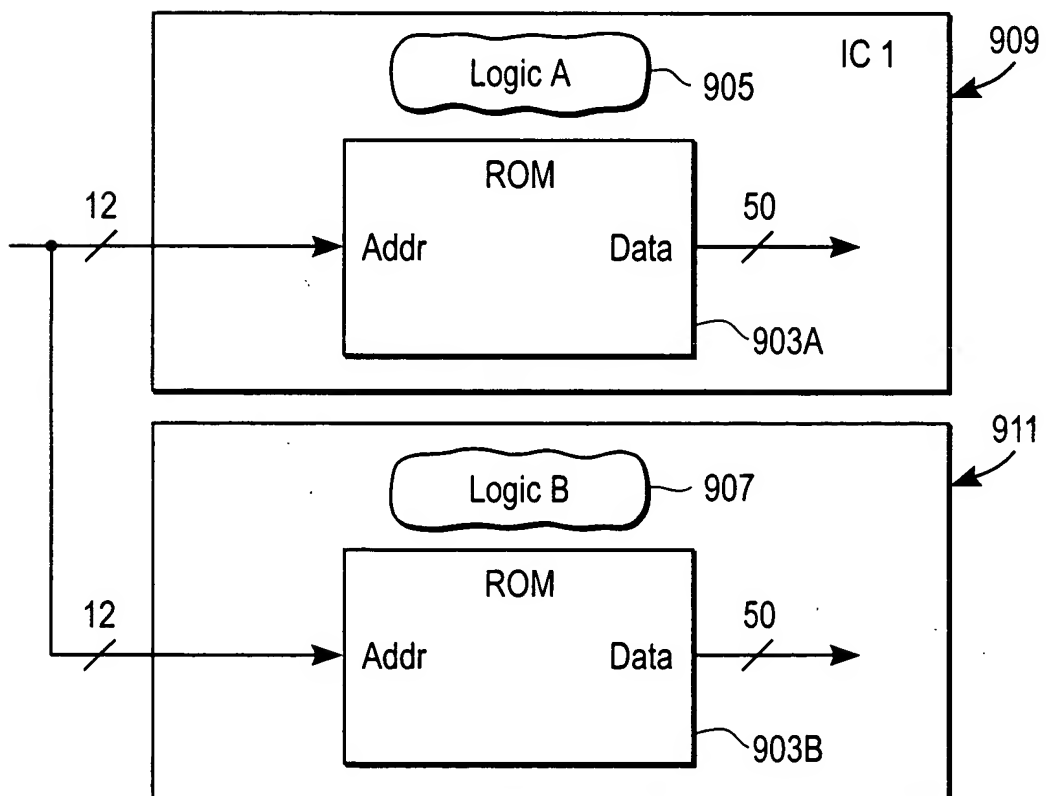 IC 1
909
Logic A
905
ROM
12
50
Addr
Data
903A
911
Logic B
907
ROM
12
50
Addr
Data
903B